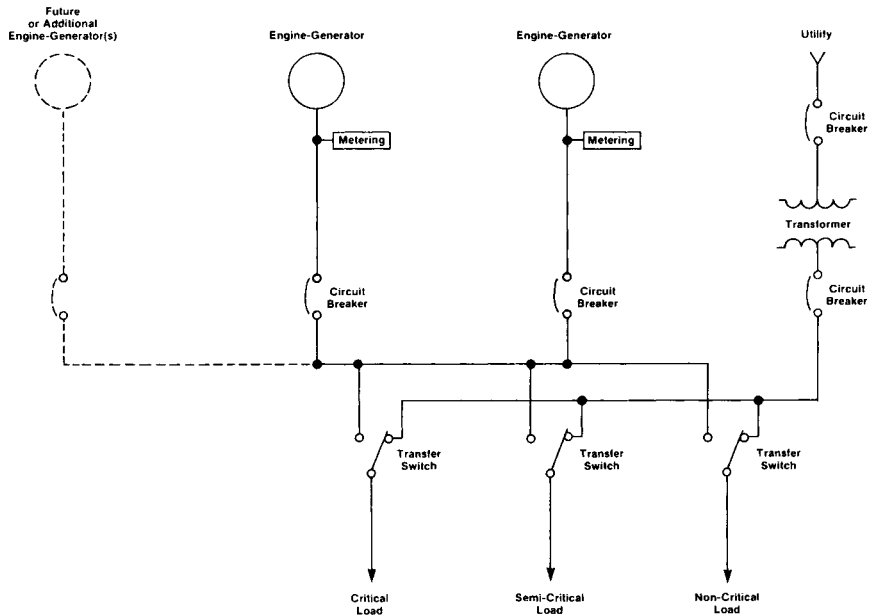 Future
or Additional
Engine-Generator(s)
Engine-Generator
Engine-Generator
Utility
Metering
Metering
Circuit
Breaker
Transformer
Circuit
Breaker
Circuit
Breaker
Circuit
Breaker
Transfer
Switch
Transfer
Switch
Transfer
Switch
Critical
Load
Semi-Critical
Load
Non-Critical
Load